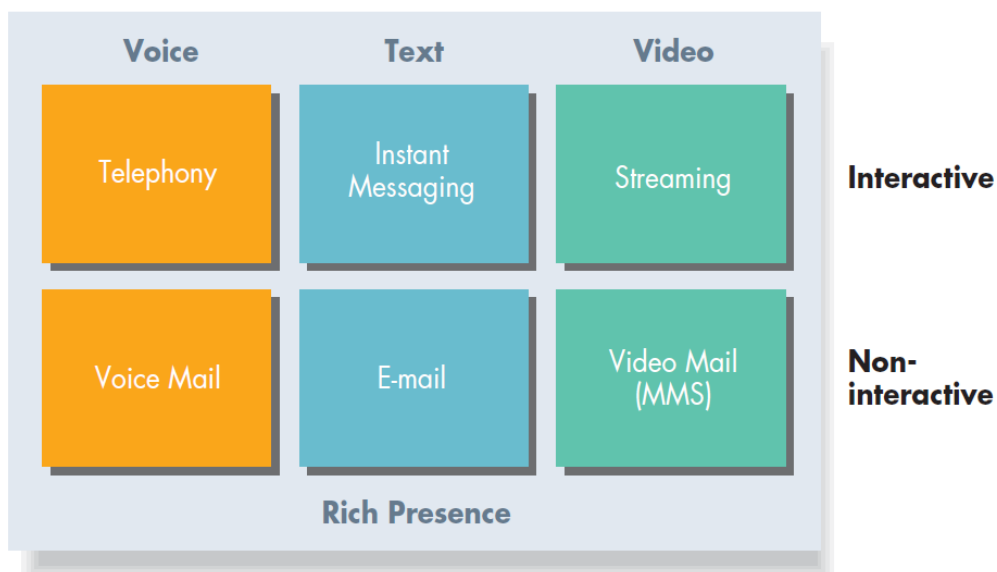 Voice Text Video
Telephony
Instant
Messaging
Streaming
Interactive
Voice Mail
E-mail
Video Mail
(MMS)
Non-
interactive
Rich Presence